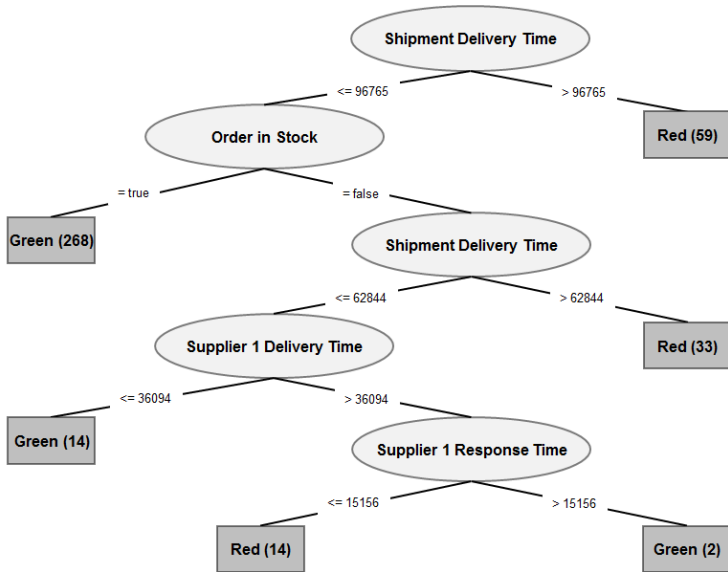 Shipment Delivery Time
<= 96765
> 96765
Order in Stock
Red (59)
= true
= false
Green (268)
Shipment Delivery Time
<= 62844
> 62844
Supplier 1 Delivery Time
Red (33)
<= 36094
> 36094
Green (14)
Supplier 1 Response Time
<= 15156
> 15156
Red (14)
Green (2)